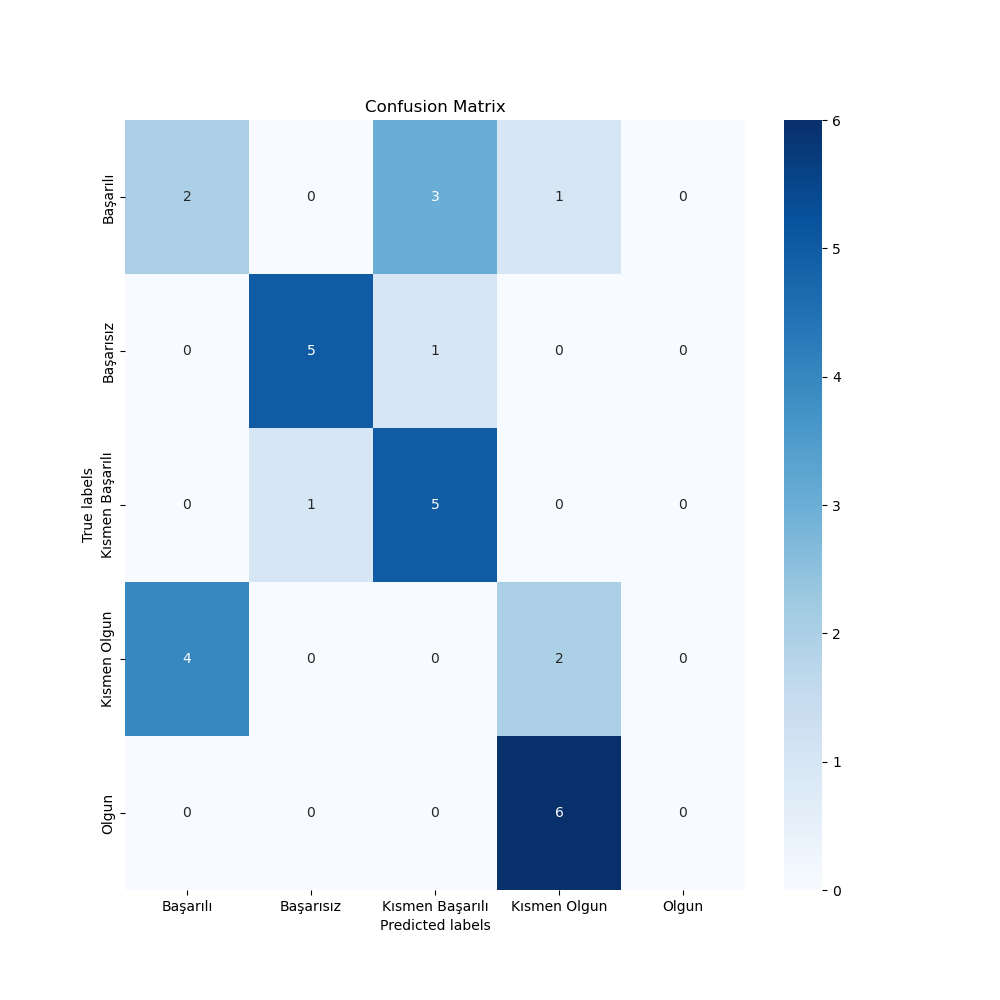 Confusion Matrix
True labels
Başarılı
2 0 3 1 0
Başarısız
0 5 1 0 0
Kısmen Başarılı
0 1 5 0 0
Kısmen Olgun
4 0 0 2 0
Olgun
0 0 0 6 0
Başarılı Başarısız Kısmen Başarılı Kısmen Olgun Olgun
Predicted labels
6
5
4
3
2
1
0